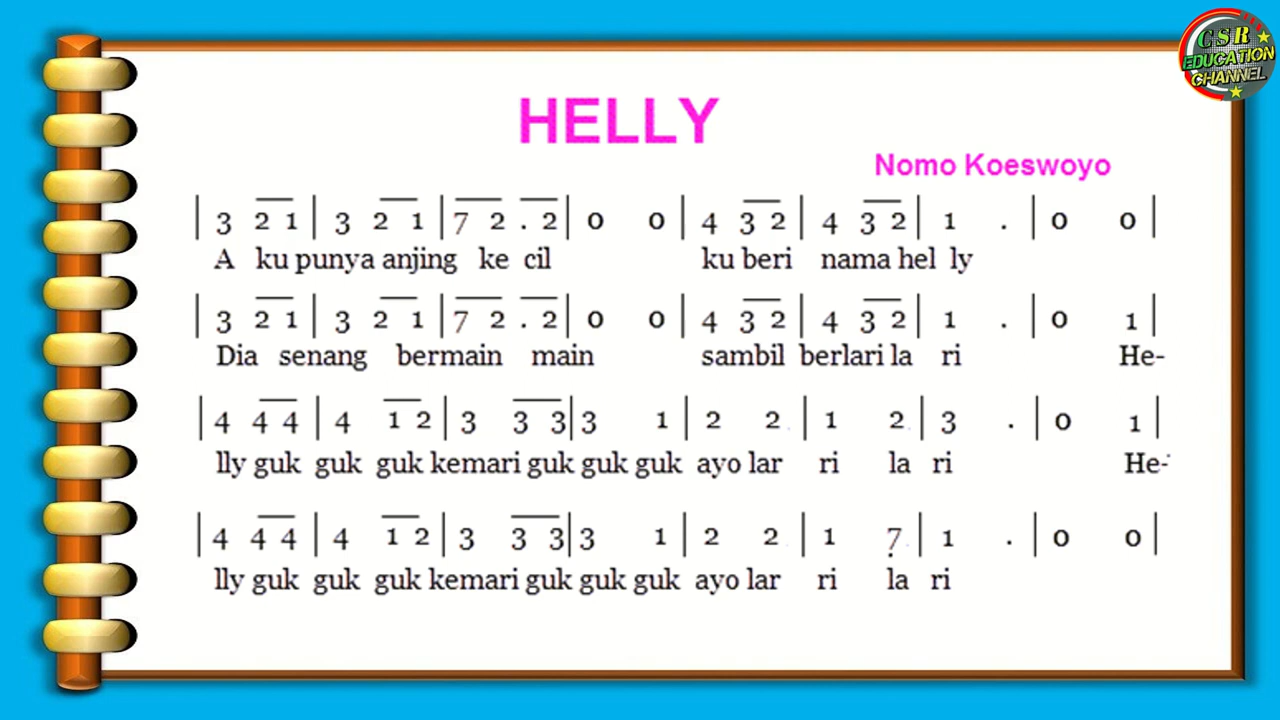 CSR
EDUCATION
CHANNEL
HELLY
Nomo Koeswoyo
| 3 2 1 | 3 2 1 | 7 2 . 2 | 0 0 | 4 3 2 | 4 3 2 | 1 . | 0 0 |
A ku punya anjing ke cil ku beri nama hel ly
| 3 2 1 | 3 2 1 | 7 2 . 2 | 0 0 | 4 3 2 | 4 3 2 | 1 . | 0 1 |
Dia senang bermain main sambil berlari la ri He-
| 4 4 4 | 4 1 2 | 3 3 3 | 3 1 | 2 2 | 1 2 | 3 . | 0 1 |
lly guk guk guk kemari guk guk guk ayo lar ri la ri He-
| 4 4 4 | 4 1 2 | 3 3 3 | 3 1 | 2 2 | 1 7 | 1 . | 0 0 |
lly guk guk guk kemari guk guk guk ayo lar ri la ri